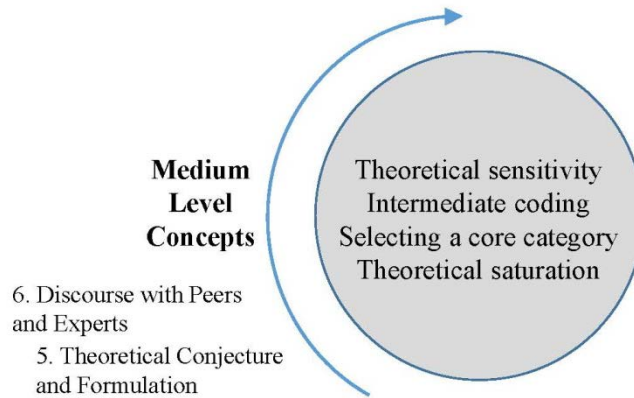 Medium
Level
Concepts
Theoretical sensitivity
Intermediate coding
Selecting a core category
Theoretical saturation
6. Discourse with Peers
and Experts
5. Theoretical Conjecture
and Formulation